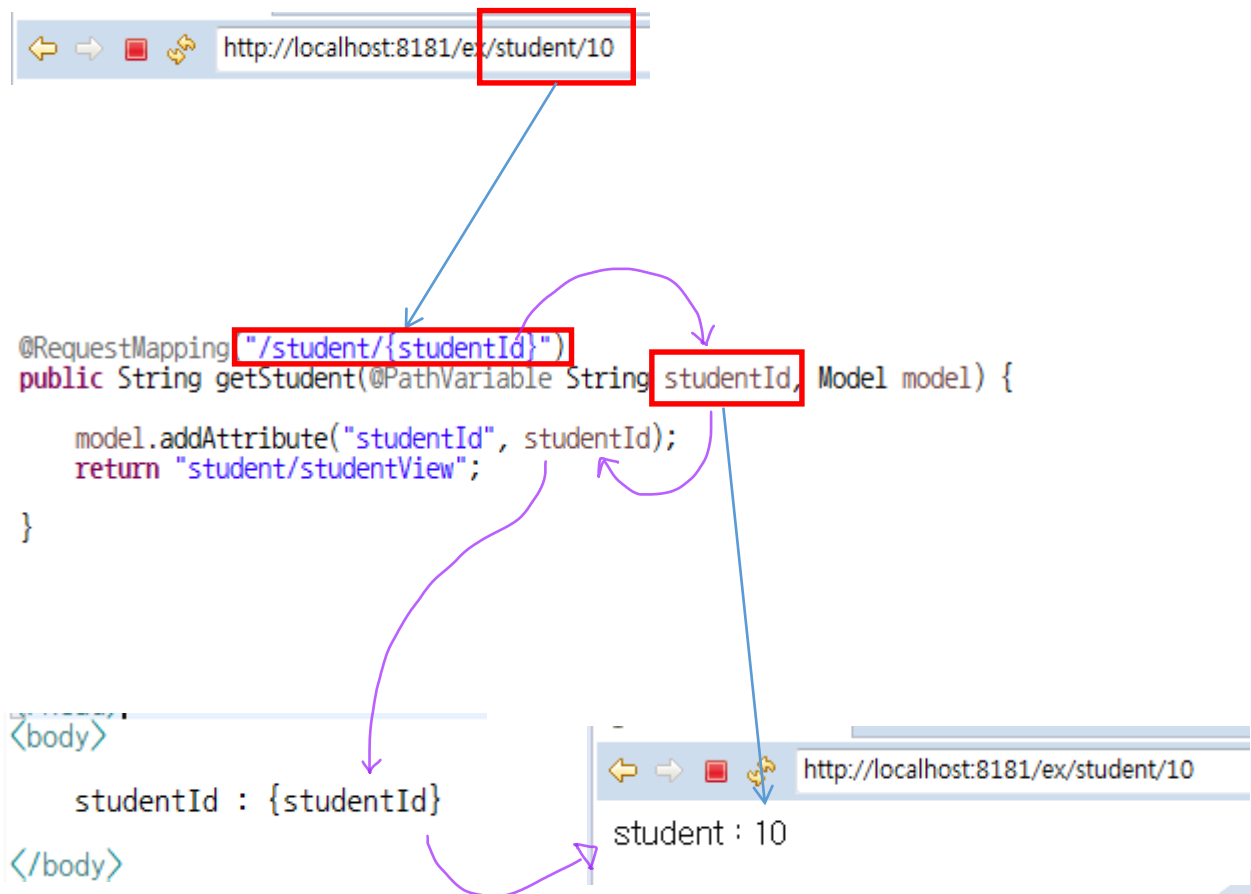 http://localhost:8181/ex/student/10
@RequestMapping("/student/{studentId}")
public String getStudent(@PathVariable String studentId, Model model) {
model.addAttribute("studentId", studentId);
return "student/studentView";
}
<body>
studentId : {studentId}
</body>
http://localhost:8181/ex/student/10
student : 10